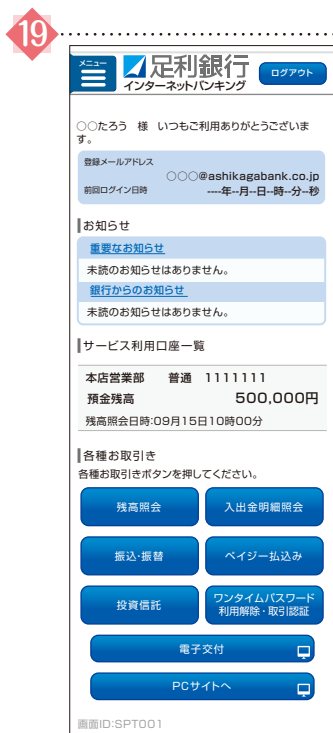 19
メニュー
足利銀行
インターネットバンキング
ログアウト
○○たろう 様 いつもご利用ありがとうございま
す。
登録メールアドレス
○○○@ashikagabank.co.jp
前回ログイン日時 ----年--月--日--時--分--秒
お知らせ
重要なお知らせ
未読のお知らせはありません。
銀行からのお知らせ
未読のお知らせはありません。
サービス利用口座一覧
本店営業部 普通 1111111
預金残高 500,000円
残高照会日時:09月15日10時00分
各種お取引き
各種お取引きボタンを押してください。
残高照会 入出金明細照会
振込・振替 ペイジー払込み
投資信託 ワンタイムパスワード
利用解除・取引認証
電子交付
PCサイトへ
画面ID:SPT001